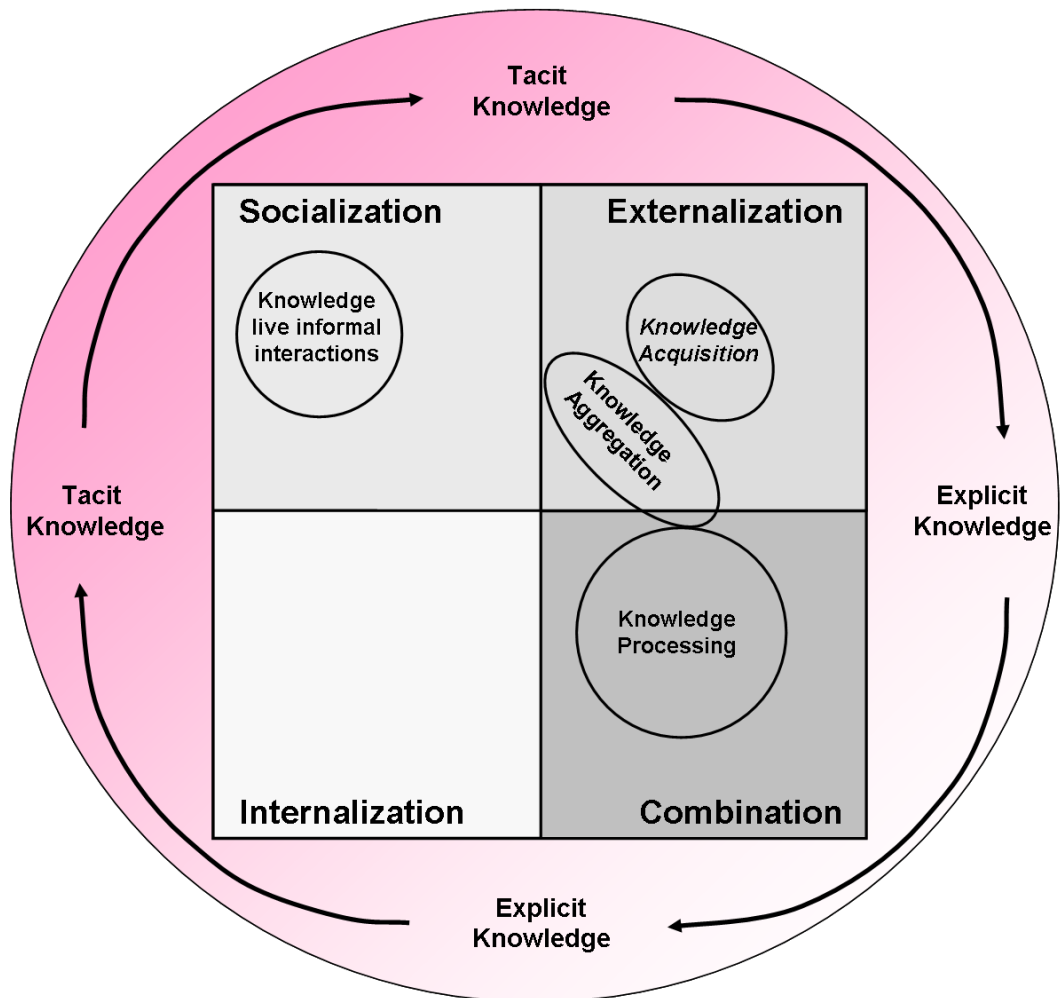 Tacit
Knowledge
Socialization
Externalization
Knowledge
live informal
interactions
Knowledge
Acquisition
Knowledge
Aggregation
Tacit
Knowledge
Explicit
Knowledge
Knowledge
Processing
Internalization
Combination
Explicit
Knowledge